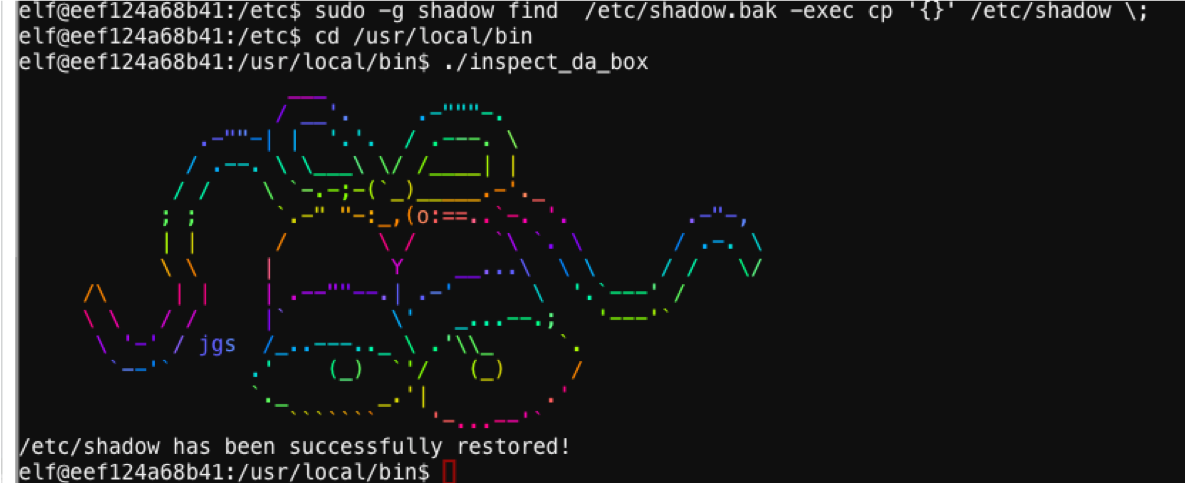 elf@eef124a68b41:/etc$ sudo -g shadow find  /etc/shadow.bak -exec cp '{}' /etc/shadow \;
elf@eef124a68b41:/etc$ cd /usr/local/bin
elf@eef124a68b41:/usr/local/bin$ ./inspect_da_box
jgs
/etc/shadow has been successfully restored!
elf@eef124a68b41:/usr/local/bin$